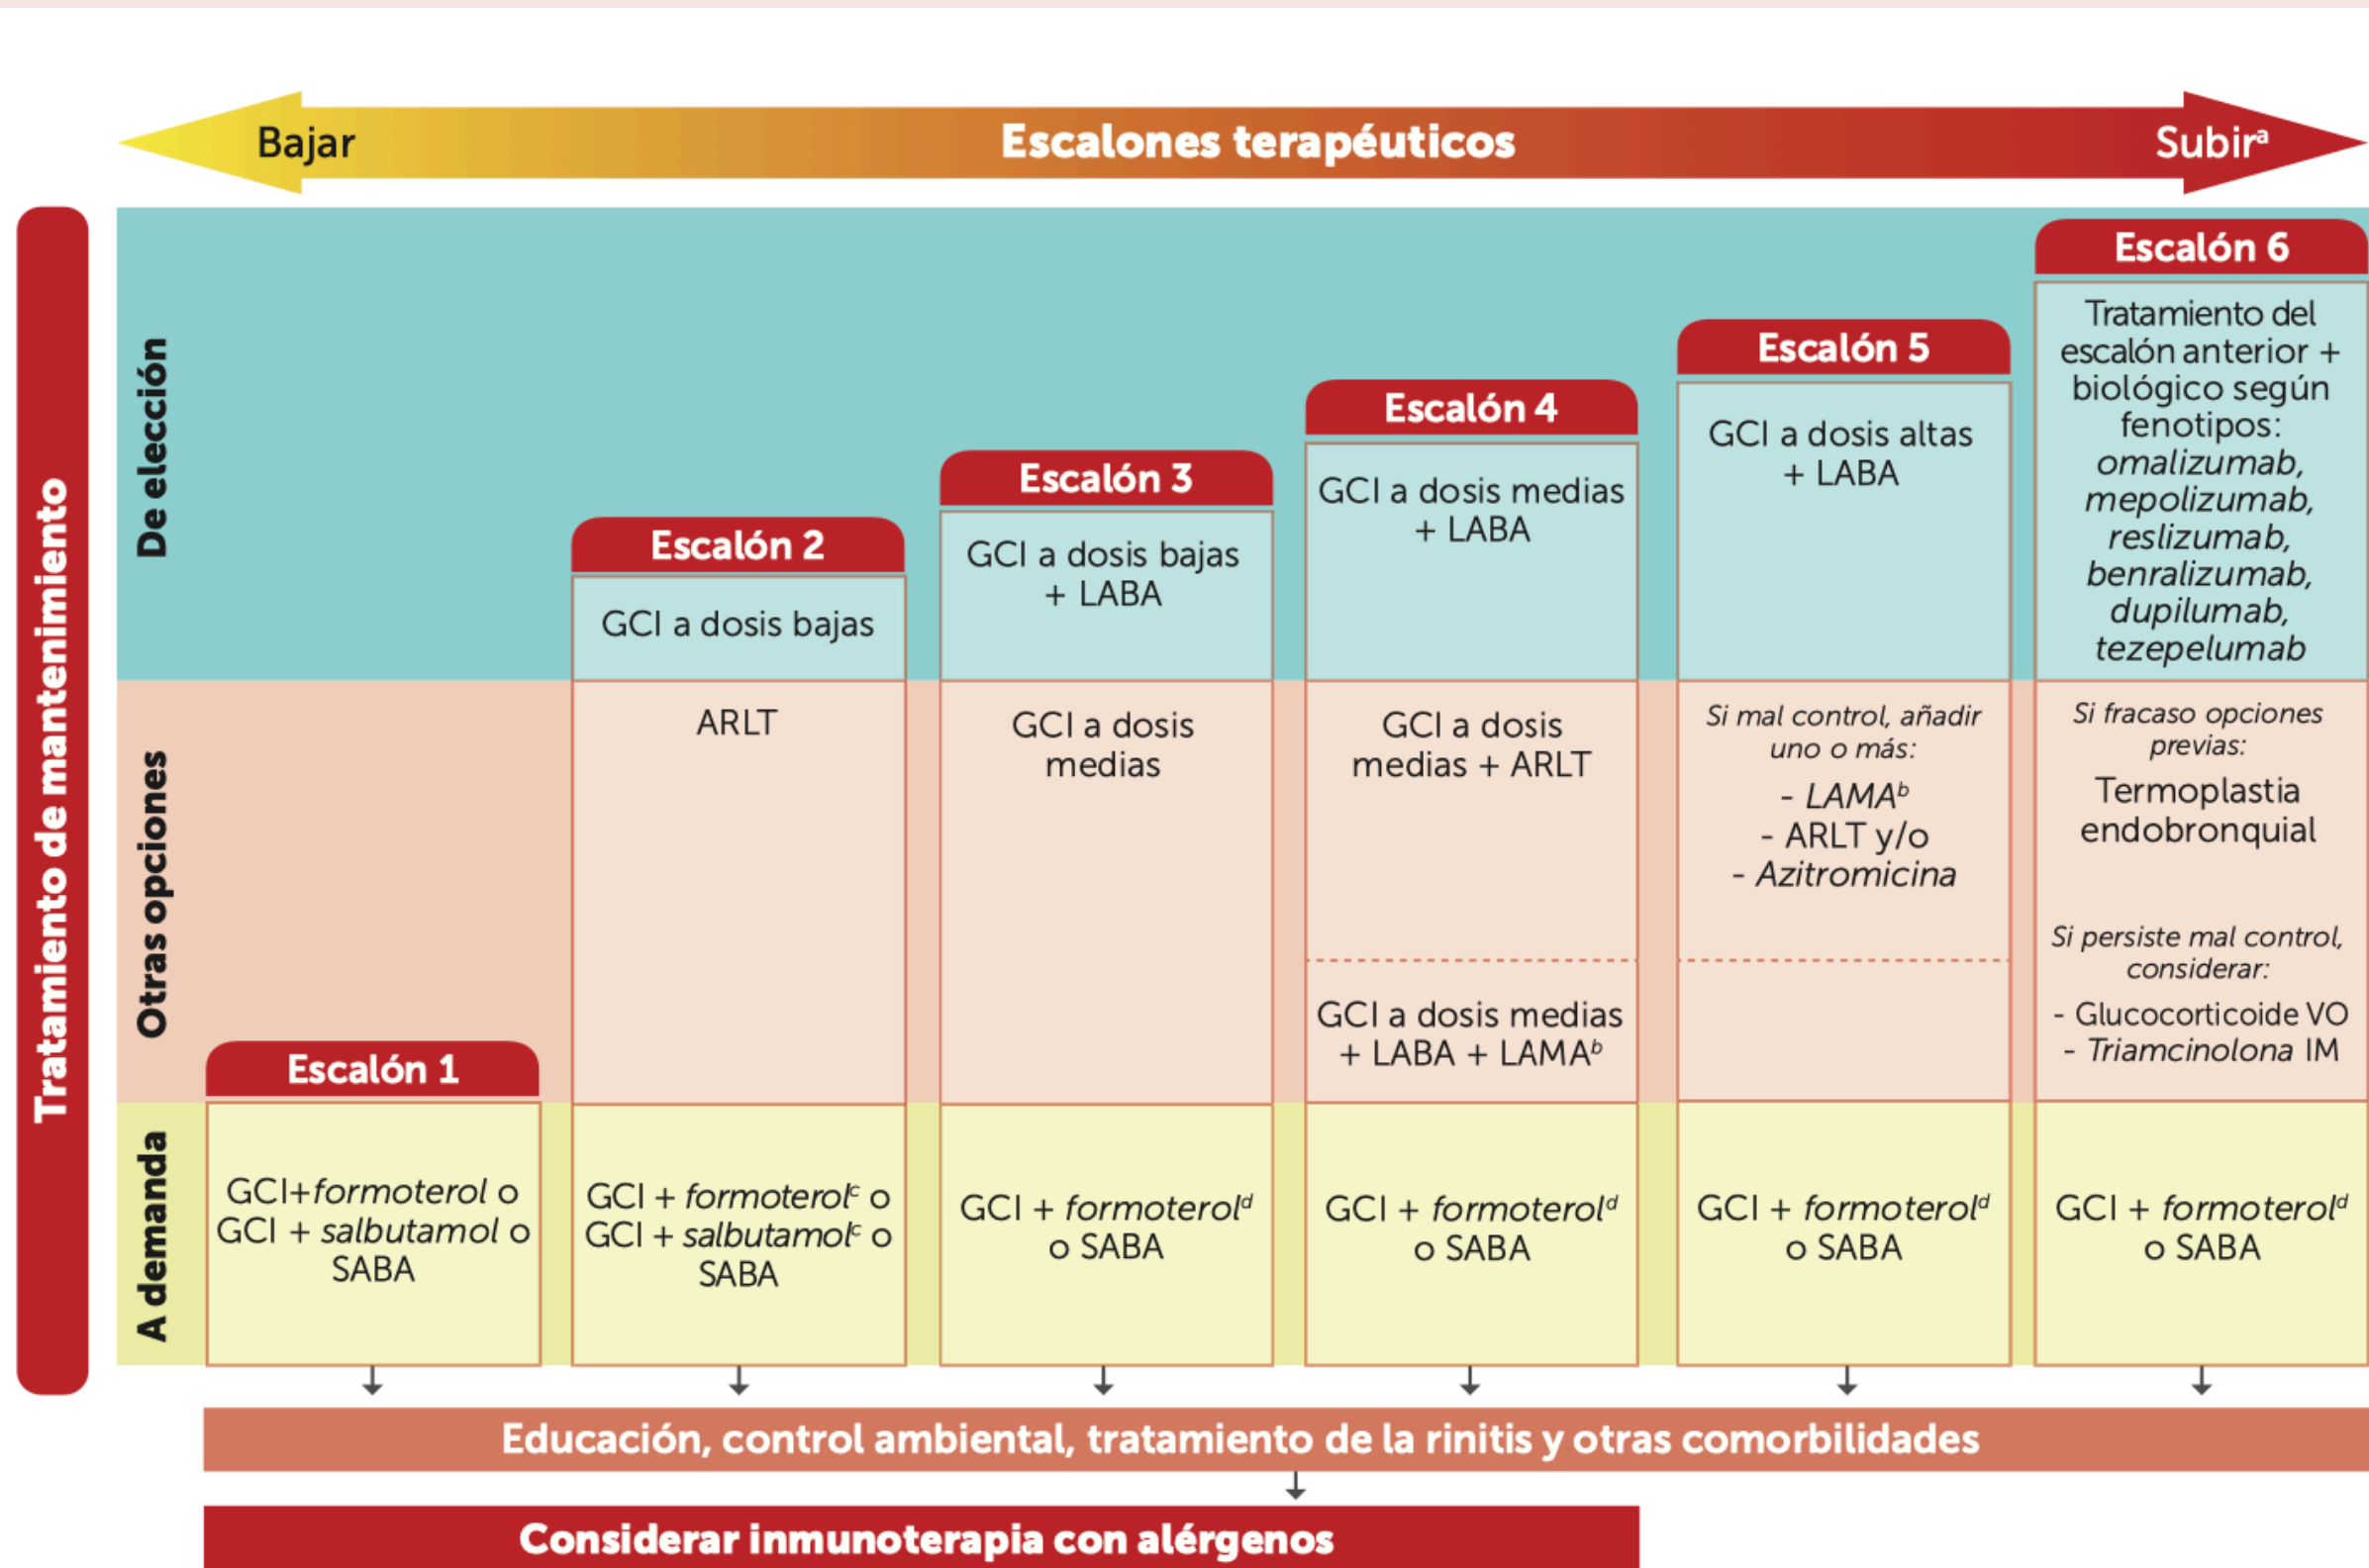 Bajar
Escalones terapéuticos
Subirª
Tratamiento de mantenimiento
De elección
Escalón 2
GCI a dosis bajas
Escalón 3
GCI a dosis bajas
+ LABA
Escalón 4
GCI a dosis medias
+ LABA
Escalón 5
GCI a dosis altas
+ LABA
Escalón 6
Tratamiento del
escalón anterior +
biológico según
fenotipos:
omalizumab,
mepolizumab,
reslizumab,
benralizumab,
dupilumab,
tezepelumab
Otras opciones
Escalón 1
ARLT
GCI a dosis
medias
GCI a dosis
medias + ARLT
GCI a dosis medias
+ LABA + LAMAᵇ
Si mal control, añadir
uno o más:
- LAMAᵇ
- ARLT y/o
- Azitromicina
Si fracaso opciones
previas:
Termoplastia
endobronquial
Si persiste mal control,
considerar:
- Glucocorticoide VO
- Triamcinolona IM
A demanda
GCI+formoterol o
GCI + salbutamol o
SABA
GCI + formoterolᶜ o
GCI + salbutamolᶜ o
SABA
GCI + formoterolᵈ
o SABA
GCI + formoterolᵈ
o SABA
GCI + formoterolᵈ
o SABA
GCI + formoterolᵈ
o SABA
Educación, control ambiental, tratamiento de la rinitis y otras comorbilidades
Considerar inmunoterapia con alérgenos